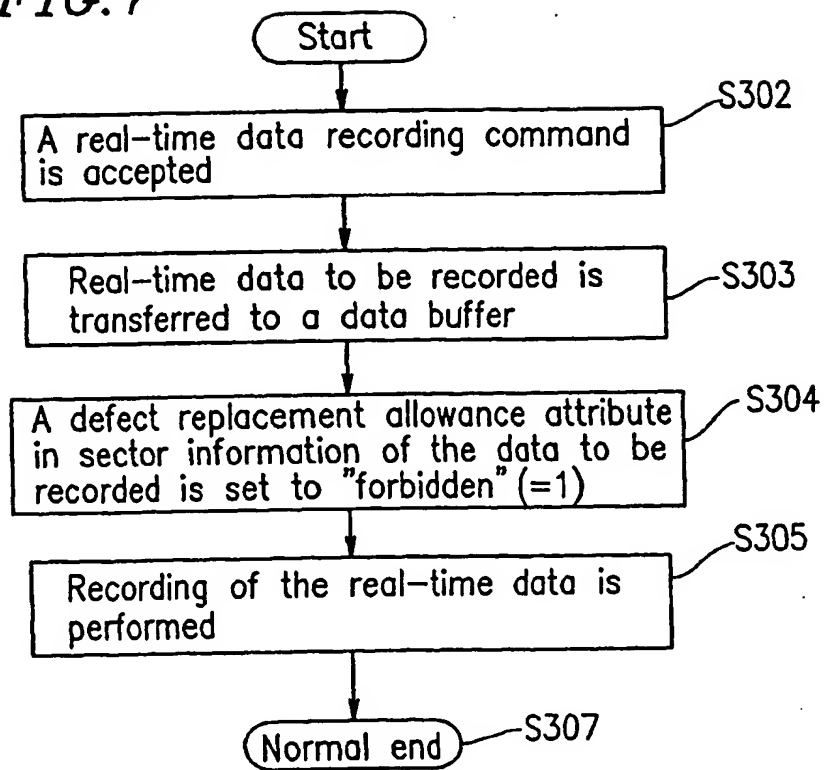 FIG. 7
Start
S302
A real-time data recording command
is accepted
S303
Real-time data to be recorded is
transferred to a data buffer
S304
A defect replacement allowance attribute
in sector information of the data to be
recorded is set to "forbidden" (=1)
S305
Recording of the real-time data is
performed
Normal end
S307